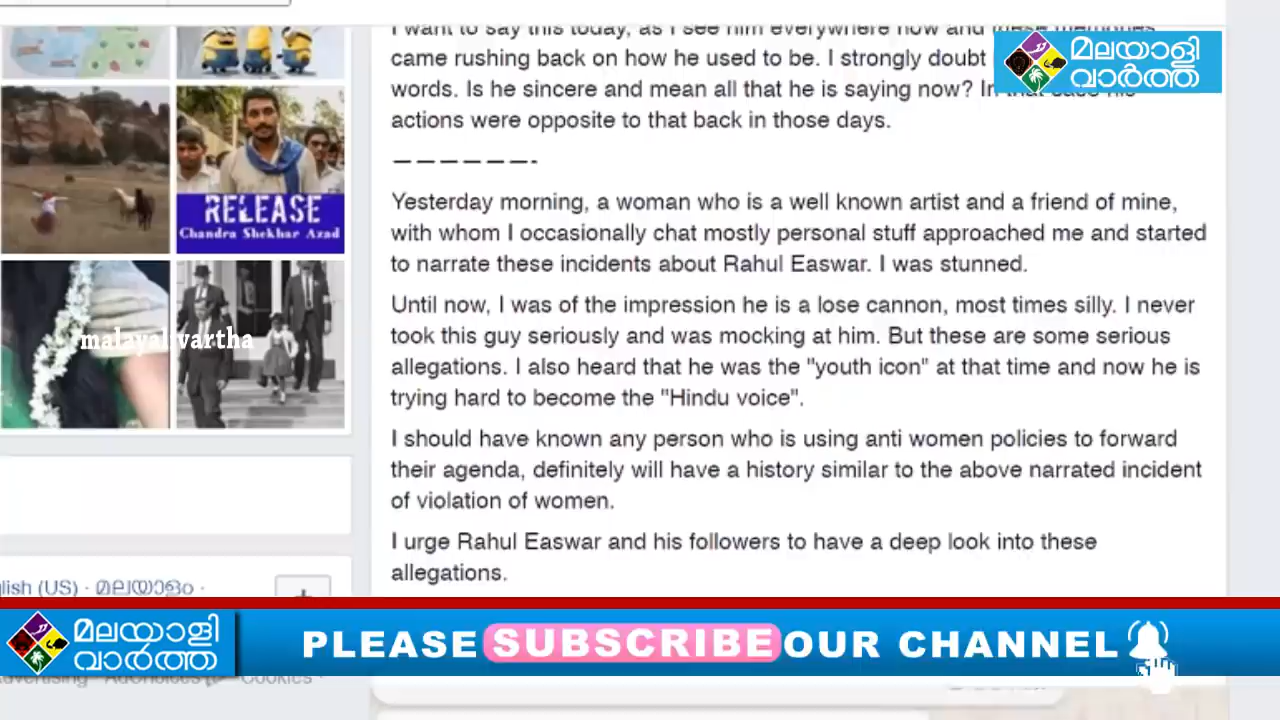 I want to say this today, as I see him everywhere now and these memories
came rushing back on how he used to be. I strongly doubt
words. Is he sincere and mean all that he is saying now? In that case his
actions were opposite to that back in those days.
മലയാളി
വാർത്ത
RELEASE
Chandra Shekhar Azad
Yesterday morning, a woman who is a well known artist and a friend of mine,
with whom I occasionally chat mostly personal stuff approached me and started
to narrate these incidents about Rahul Easwar. I was stunned.
Until now, I was of the impression he is a lose cannon, most times silly. I never
took this guy seriously and was mocking at him. But these are some serious
allegations. I also heard that he was the "youth icon" at that time and now he is
trying hard to become the "Hindu voice".
malayali vartha
I should have known any person who is using anti women policies to forward
their agenda, definitely will have a history similar to the above narrated incident
of violation of women.
I urge Rahul Easwar and his followers to have a deep look into these
allegations.
glish (US) · മലയാളം ·
+
മലയാളി
വാർത്ത
PLEASE SUBSCRIBE OUR CHANNEL
Advertising · AdChoices · Cookies ·